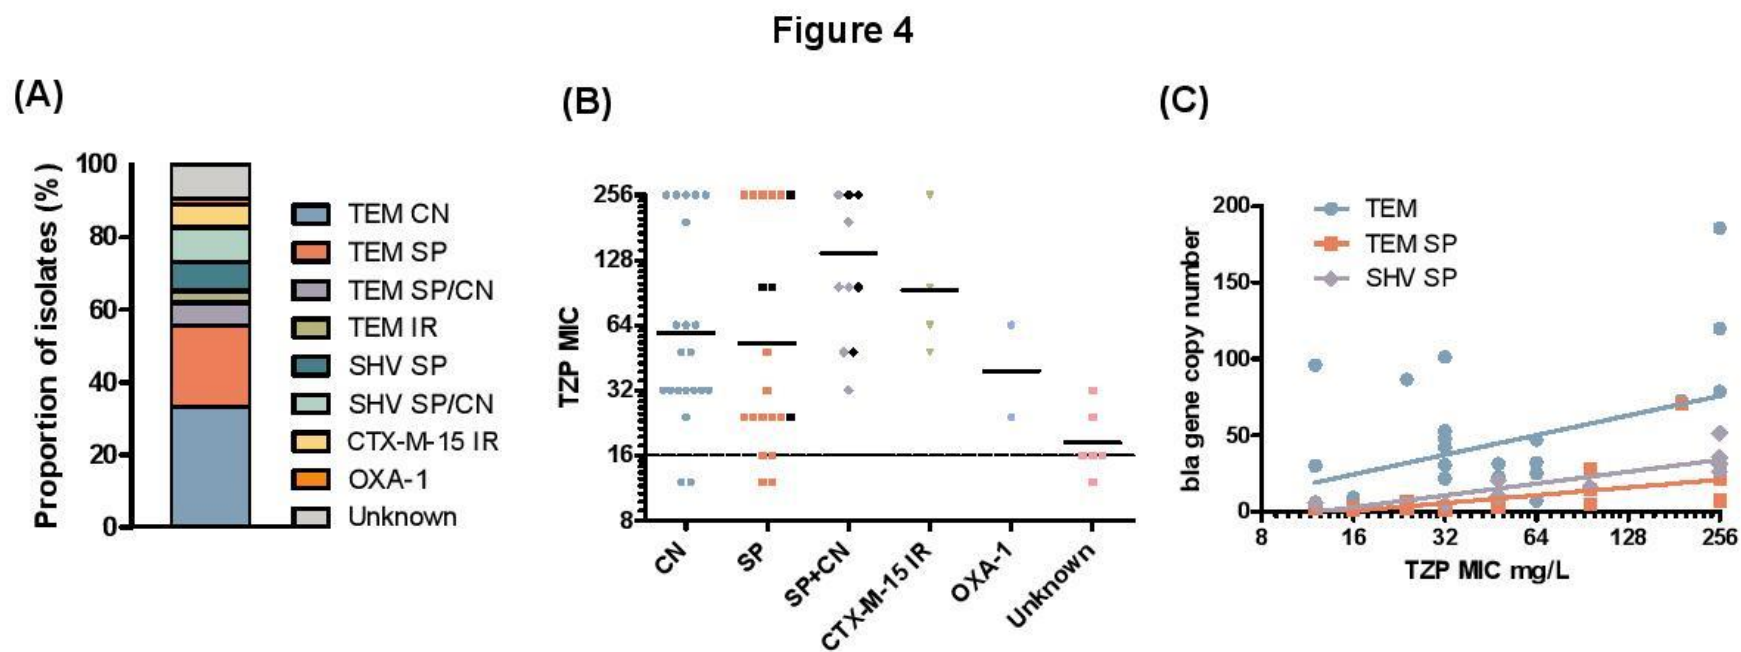 Figure 4
(A)
Proportion of isolates (%)
100
80
60
40
20
0
TEM CN
TEM SP
TEM SP/CN
TEM IR
SHV SP
SHV SP/CN
CTX-M-15 IR
OXA-1
Unknown
(B)
TZP MIC
256
128
64
32
16
8
CN
SP
SP+CN
CTX-M-15 IR
OXA-1
Unknown
(C)
bla gene copy number
200
150
100
50
0
TEM
TEM SP
SHV SP
8
16
32
64
128
256
TZP MIC mg/L